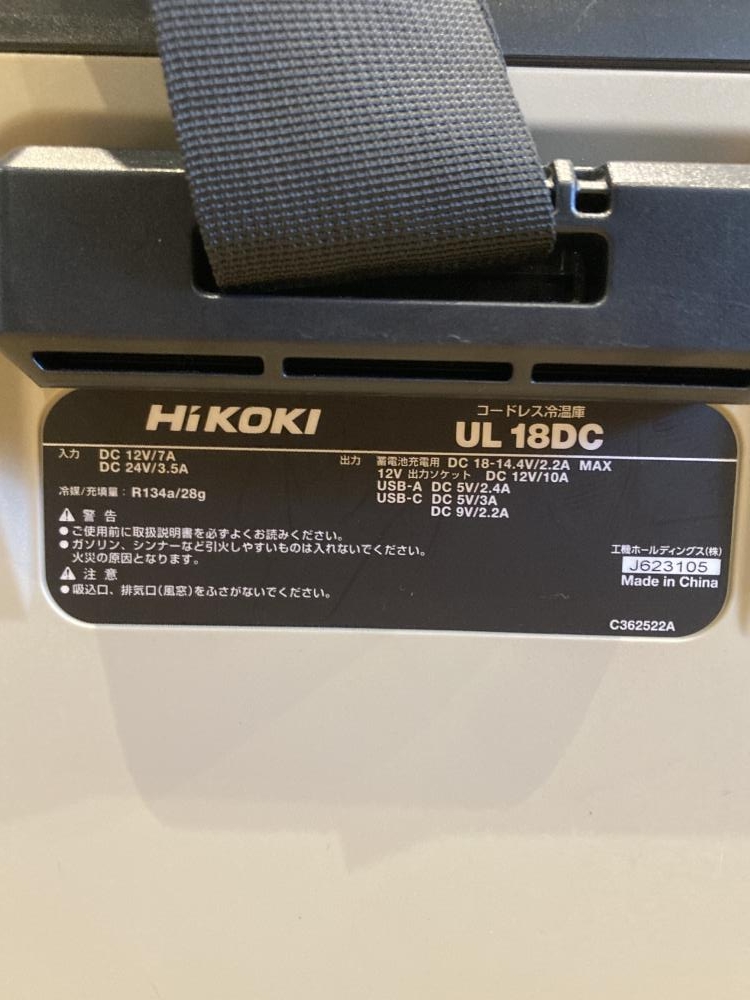 HiKOKI
コードレス冷温庫
UL 18DC
入力 DC 12V/7A
DC 24V/3.5A
冷媒/充填量: R134a/28g
出力 蓄電池充電用 DC 18-14.4V/2.2A MAX
12V 出力ソケット DC 12V/10A
USB-A DC 5V/2.4A
USB-C DC 5V/3A
DC 9V/2.2A
警告
●ご使用前に取扱説明書を必ずよくお読みください。
●ガソリン、シンナーなど引火しやすいものは入れないでください。
火災の原因となります。
注意
●吸込口、排気口(風窓)をふさがないでください。
工機ホールディングス(株)
J623105
Made in China
C362522A